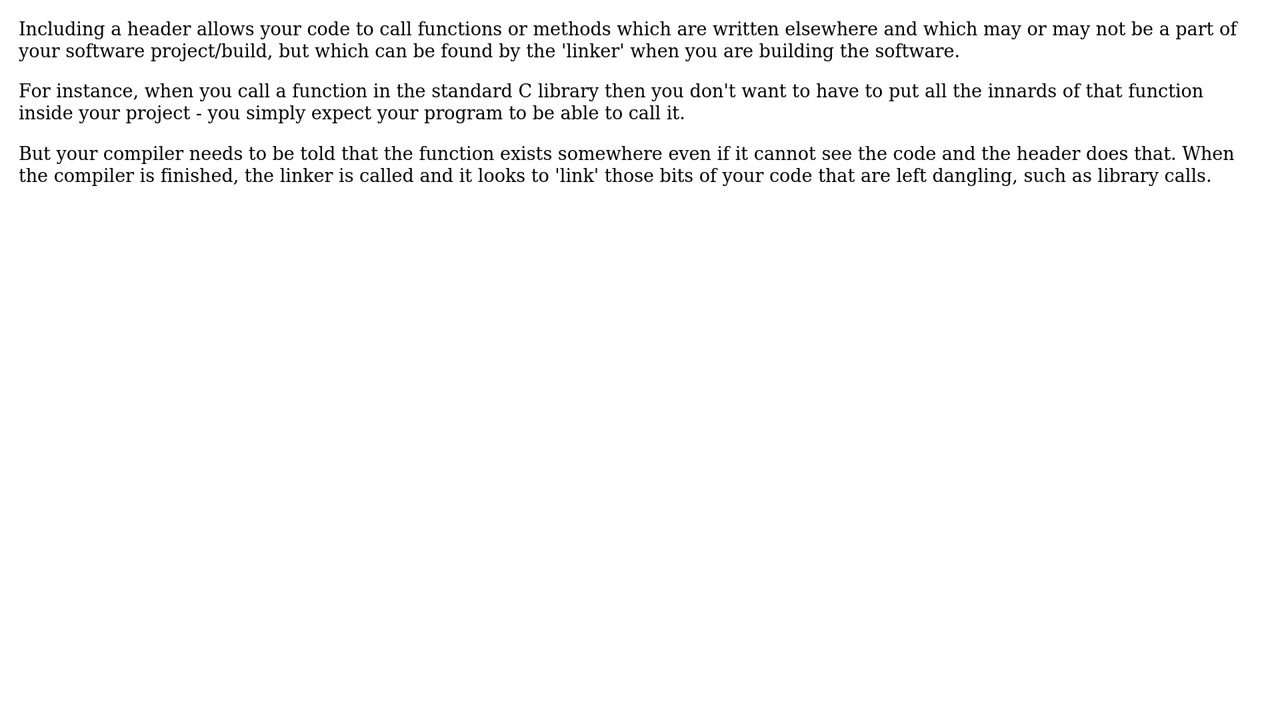 Including a header allows your code to call functions or methods which are written elsewhere and which may or may not be a part of
your software project/build, but which can be found by the 'linker' when you are building the software.
For instance, when you call a function in the standard C library then you don't want to have to put all the innards of that function
inside your project - you simply expect your program to be able to call it.
But your compiler needs to be told that the function exists somewhere even if it cannot see the code and the header does that. When
the compiler is finished, the linker is called and it looks to 'link' those bits of your code that are left dangling, such as library calls.